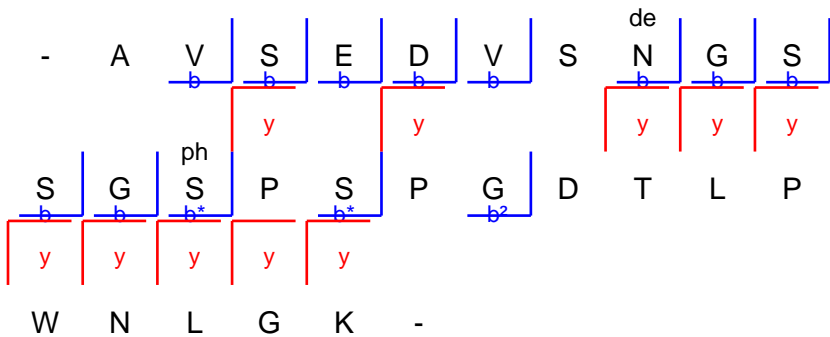 de
- A V S E D V S N G S
b b b b b b b b
y y y y y
ph
S G S P S P G D T L P
b b b* b* b²
y y y y y
W N L G K -